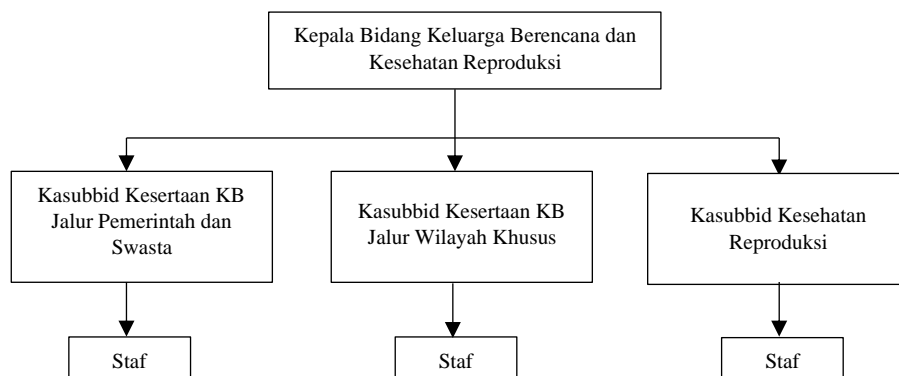 Kepala Bidang Keluarga Berencana dan
Kesehatan Reproduksi
Kasubbid Kesertaan KB
Jalur Pemerintah dan
Swasta
Kasubbid Kesertaan KB
Jalur Wilayah Khusus
Kasubbid Kesehatan
Reproduksi
Staf
Staf
Staf